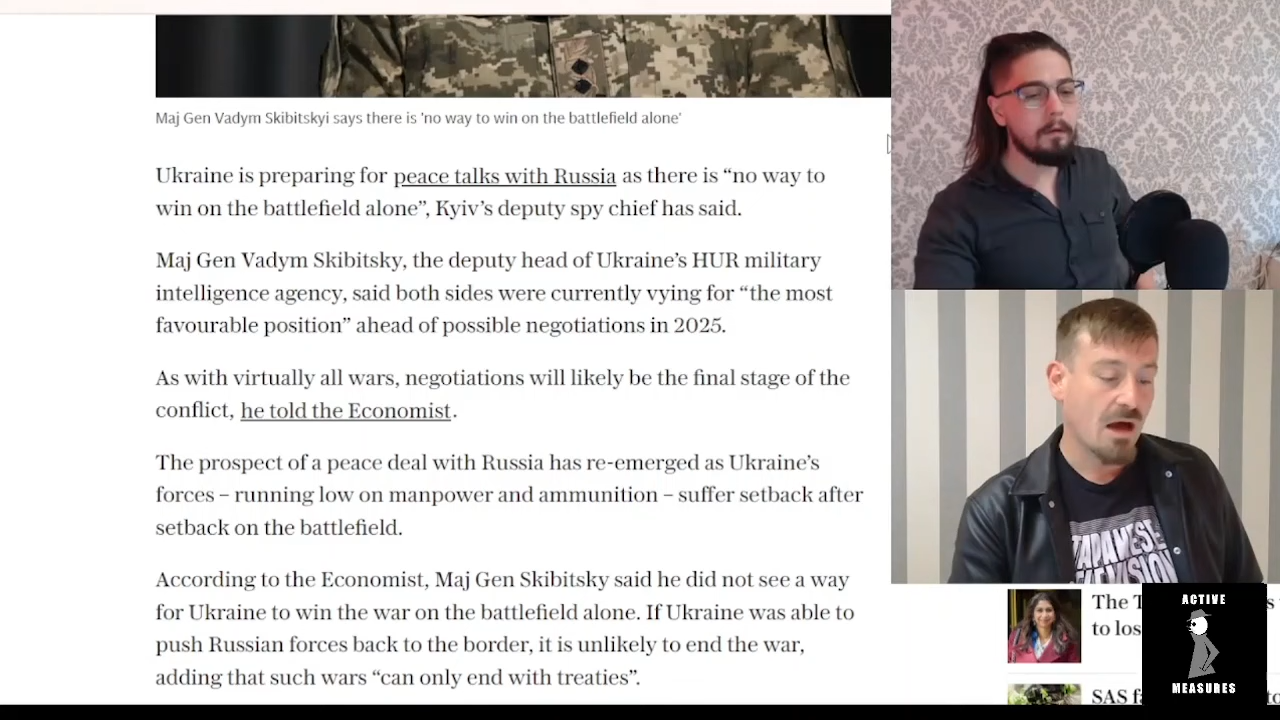 Maj Gen Vadym Skibitskyi says there is 'no way to win on the battlefield alone'
Ukraine is preparing for peace talks with Russia as there is “no way to
win on the battlefield alone”, Kyiv’s deputy spy chief has said.
Maj Gen Vadym Skibitsky, the deputy head of Ukraine’s HUR military
intelligence agency, said both sides were currently vying for “the most
favourable position” ahead of possible negotiations in 2025.
As with virtually all wars, negotiations will likely be the final stage of the
conflict, he told the Economist.
The prospect of a peace deal with Russia has re-emerged as Ukraine’s
forces – running low on manpower and ammunition – suffer setback after
setback on the battlefield.
According to the Economist, Maj Gen Skibitsky said he did not see a way
for Ukraine to win the war on the battlefield alone. If Ukraine was able to
push Russian forces back to the border, it is unlikely to end the war,
adding that such wars “can only end with treaties”.
JAPANESE
The
to los
SAS
ACTIVE
MEASURES